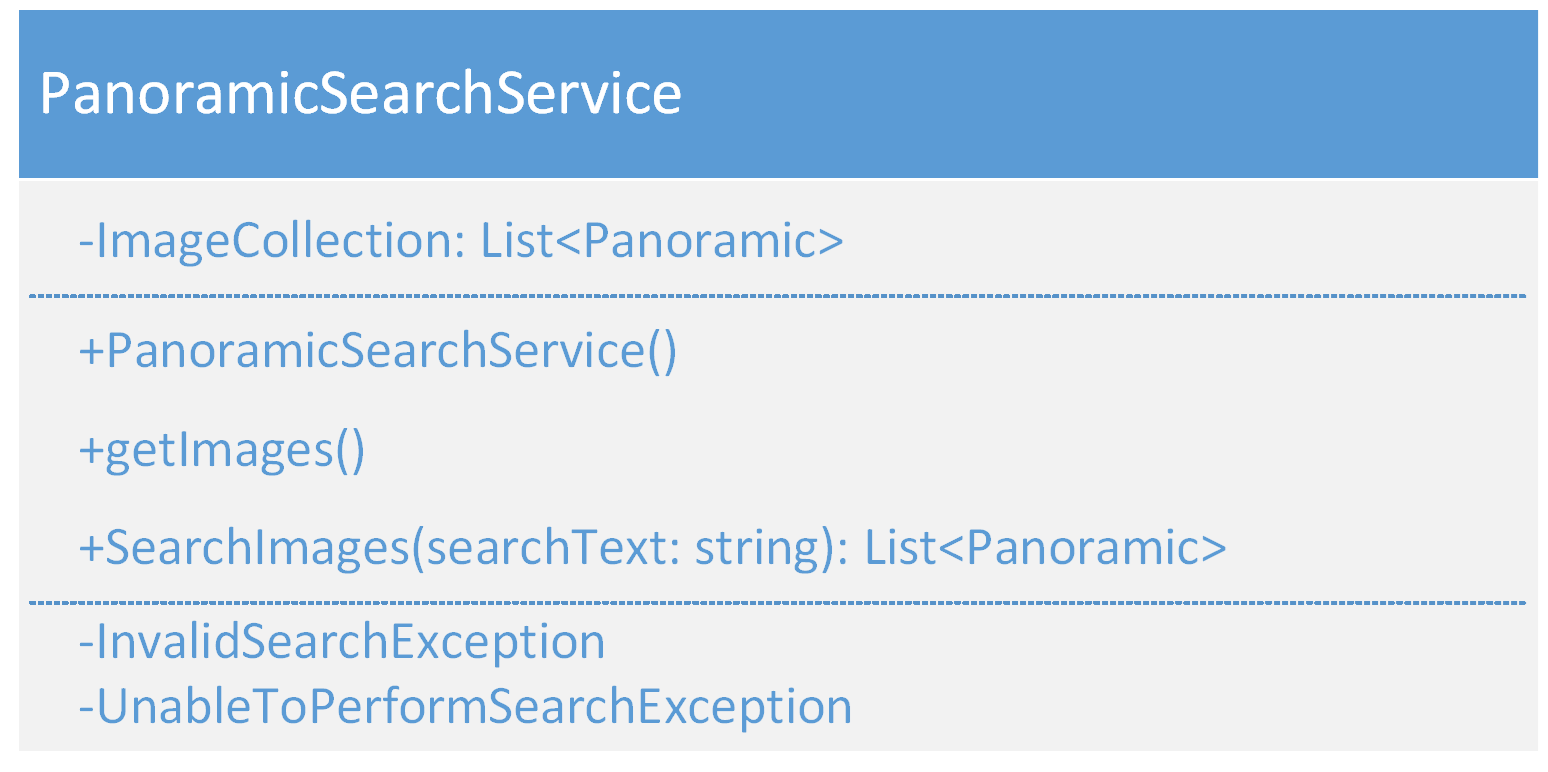 PanoramicSearchService
-ImageCollection: List<Panoramic>
+PanoramicSearchService()
+getImages()
+SearchImages(searchText: string): List<Panoramic>
-InvalidSearchException
-UnableToPerformSearchException